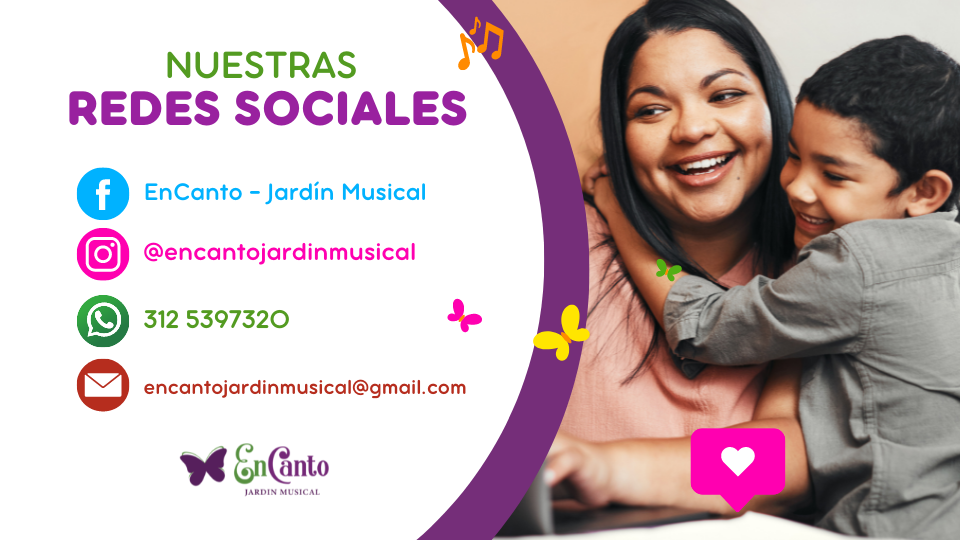 NUESTRAS
REDES SOCIALES
EnCanto - Jardín Musical
@encantojardinmusical
312 5397320
encantojardinmusical@gmail.com
EnCanto
JARDIN MUSICAL